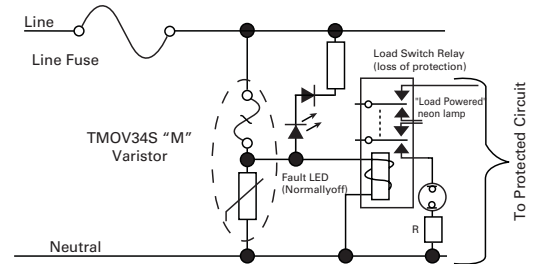 Line
Line Fuse
Load Switch Relay
(loss of protection)
"Load Powered"
neon lamp
TMOV34S “M”
Varistor
Fault LED
(Normallyoff)
R
Neutral
To Protected Circuit